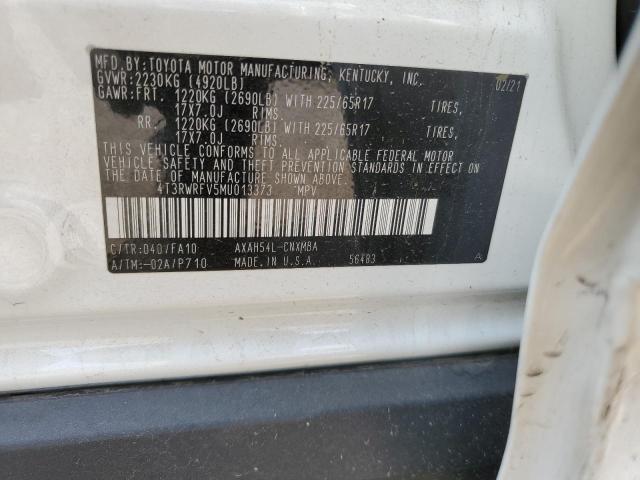 MFD.BY:TOYOTA MOTOR MANUFACTURING, KENTUCKY, INC. 02/21
GVWR:2230KG (4920LB)
GAWR:FRT 1220KG (2690LB) WITH 225/65R17 TIRES,
17X7.0J RIMS.
RR 1220KG (2690LB) WITH 225/65R17 TIRES,
17X7.0J RIMS.
THIS VEHICLE CONFORMS TO ALL APPLICABLE FEDERAL MOTOR
VEHICLE SAFETY AND THEFT PREVENTION STANDARDS IN EFFECT ON
THE DATE OF MANUFACTURE SHOWN ABOVE.
4T3RWRFV5MU013373 MPV
C/TR:040/FA10 AXAH54L-CNXMBA
A/TM:-02A/P710 MADE IN U.S.A. 56483